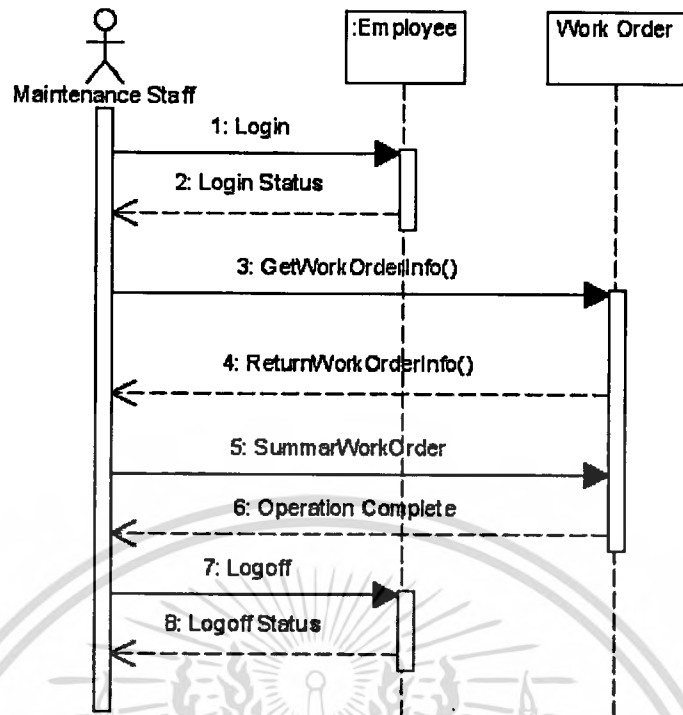 :Employee
Work Order
Maintenance Staff
1: Login
2: Login Status
3: GetWorkOrderInfo()
4: ReturnWorkOrderInfo()
5: SummarWorkOrder
6: Operation Complete
7: Logoff
8: Logoff Status